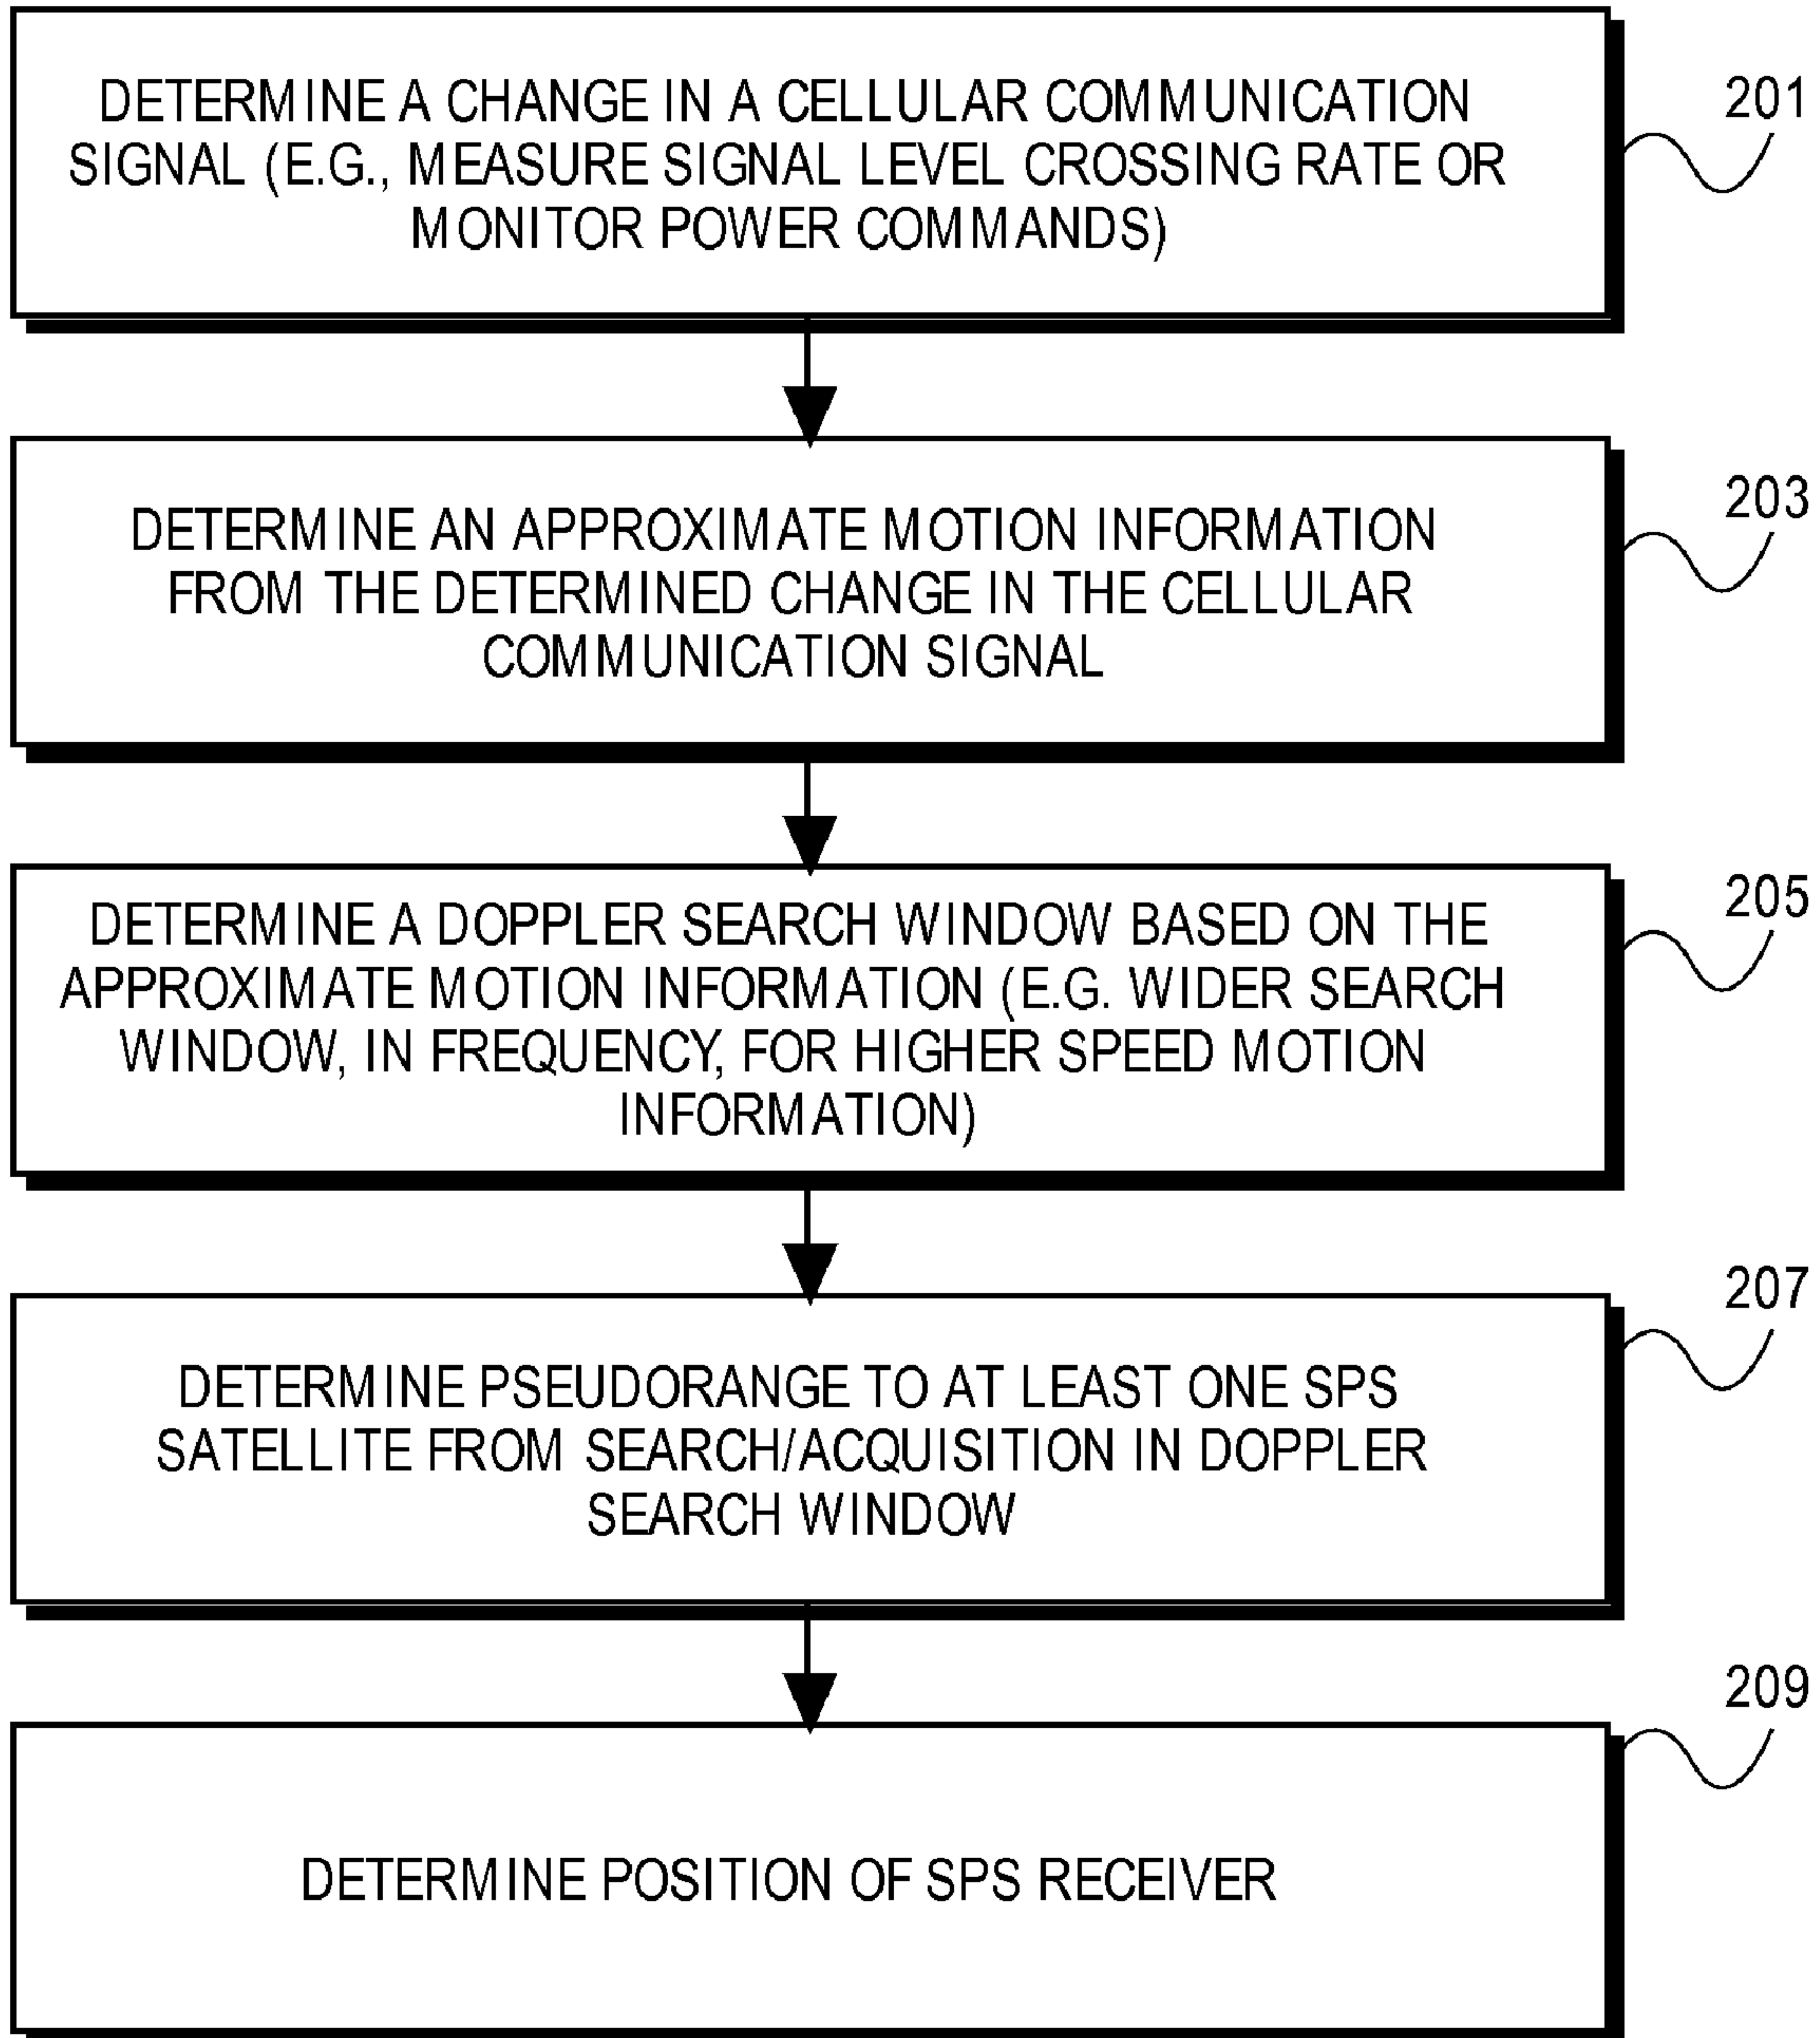 DETERMINE A CHANGE IN A CELLULAR COMMUNICATION
SIGNAL (E.G., MEASURE SIGNAL LEVEL CROSSING RATE OR
MONITOR POWER COMMANDS)
201
DETERMINE AN APPROXIMATE MOTION INFORMATION
FROM THE DETERMINED CHANGE IN THE CELLULAR
COMMUNICATION SIGNAL
203
DETERMINE A DOPPLER SEARCH WINDOW BASED ON THE
APPROXIMATE MOTION INFORMATION (E.G. WIDER SEARCH
WINDOW, IN FREQUENCY, FOR HIGHER SPEED MOTION
INFORMATION)
205
DETERMINE PSEUDORANGE TO AT LEAST ONE SPS
SATELLITE FROM SEARCH/ACQUISITION IN DOPPLER
SEARCH WINDOW
207
DETERMINE POSITION OF SPS RECEIVER
209